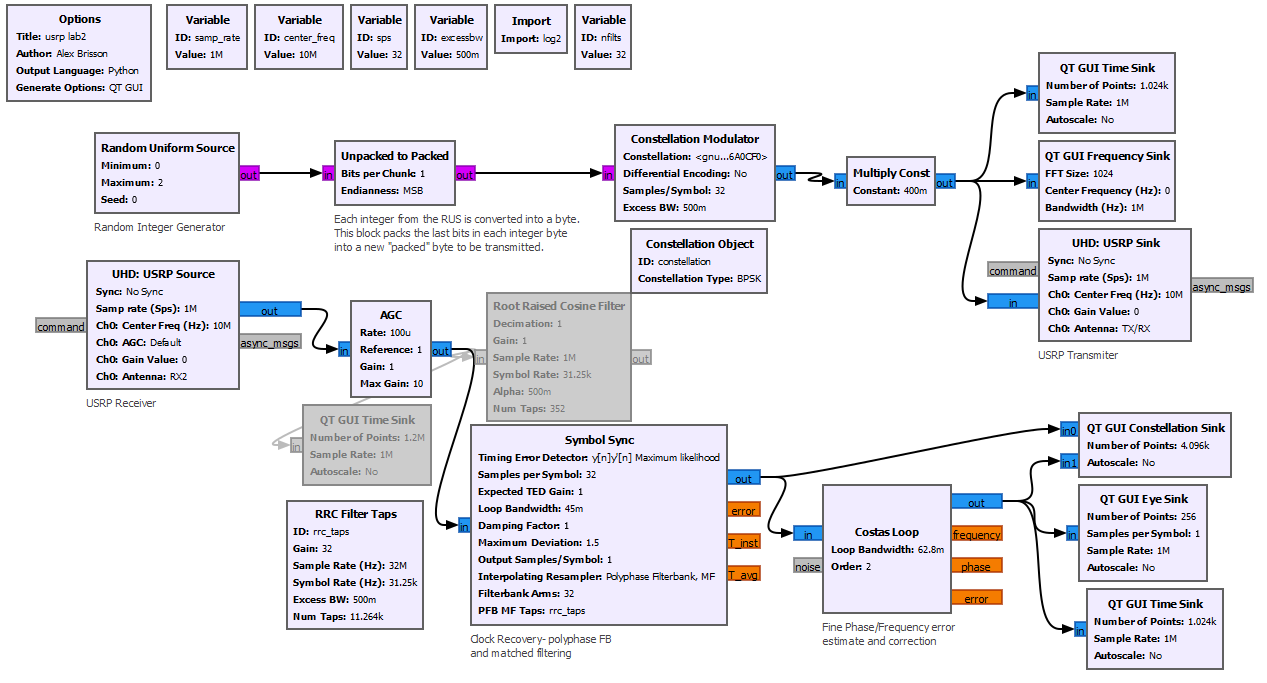 Options
Title: usrp lab2
Author: Alex Brisson
Output Language: Python
Generate Options: QT GUI
Variable
ID: samp_rate
Value: 1M
Variable
ID: center_freq
Value: 10M
Variable
ID: sps
Value: 32
Variable
ID: excessbw
Value: 500m
Import
Import: log2
Variable
ID: nfilts
Value: 32
Random Uniform Source
Minimum: 0
Maximum: 2
Seed: 0
out
Random Integer Generator
in
Unpacked to Packed
Bits per Chunk: 1
Endianness: MSB
out
Each integer from the RUS is converted into a byte.
This block packs the last bits in each integer byte
into a new "packed" byte to be transmitted.
in
Constellation Modulator
Constellation: <gnu...6A0CF0>
Differential Encoding: No
Samples/Symbol: 32
Excess BW: 500m
out
in
Multiply Const
Constant: 400m
out
in
QT GUI Time Sink
Number of Points: 1.024k
Sample Rate: 1M
Autoscale: No
in
QT GUI Frequency Sink
FFT Size: 1024
Center Frequency (Hz): 0
Bandwidth (Hz): 1M
command
in
UHD: USRP Sink
Sync: No Sync
Samp rate (Sps): 1M
Ch0: Center Freq (Hz): 10M
Ch0: Gain Value: 0
Ch0: Antenna: TX/RX
async_msgs
USRP Transmiter
Constellation Object
ID: constellation
Constellation Type: BPSK
command
UHD: USRP Source
Sync: No Sync
Samp rate (Sps): 1M
Ch0: Center Freq (Hz): 10M
Ch0: AGC: Default
Ch0: Gain Value: 0
Ch0: Antenna: RX2
out
async_msgs
USRP Receiver
in
AGC
Rate: 100u
Reference: 1
Gain: 1
Max Gain: 10
out
in
Root Raised Cosine Filter
Decimation: 1
Gain: 1
Sample Rate: 1M
Symbol Rate: 31.25k
Alpha: 500m
Num Taps: 352
out
in
QT GUI Time Sink
Number of Points: 1.2M
Sample Rate: 1M
Autoscale: No
RRC Filter Taps
ID: rrc_taps
Gain: 32
Sample Rate (Hz): 32M
Symbol Rate (Hz): 31.25k
Excess BW: 500m
Num Taps: 11.264k
in
Symbol Sync
Timing Error Detector: y[n]y'[n] Maximum likelihood
Samples per Symbol: 32
Expected TED Gain: 1
Loop Bandwidth: 45m
Damping Factor: 1
Maximum Deviation: 1.5
Output Samples/Symbol: 1
Interpolating Resampler: Polyphase Filterbank, MF
Filterbank Arms: 32
PFB MF Taps: rrc_taps
out
error
T_inst
T_avg
Clock Recovery- polyphase FB
and matched filtering
in
noise
Costas Loop
Loop Bandwidth: 62.8m
Order: 2
out
frequency
phase
error
Fine Phase/Frequency error
estimate and correction
in0
in1
QT GUI Constellation Sink
Number of Points: 4.096k
Autoscale: No
in
QT GUI Eye Sink
Number of Points: 256
Samples per Symbol: 1
Sample Rate: 1M
Autoscale: No
in
QT GUI Time Sink
Number of Points: 1.024k
Sample Rate: 1M
Autoscale: No